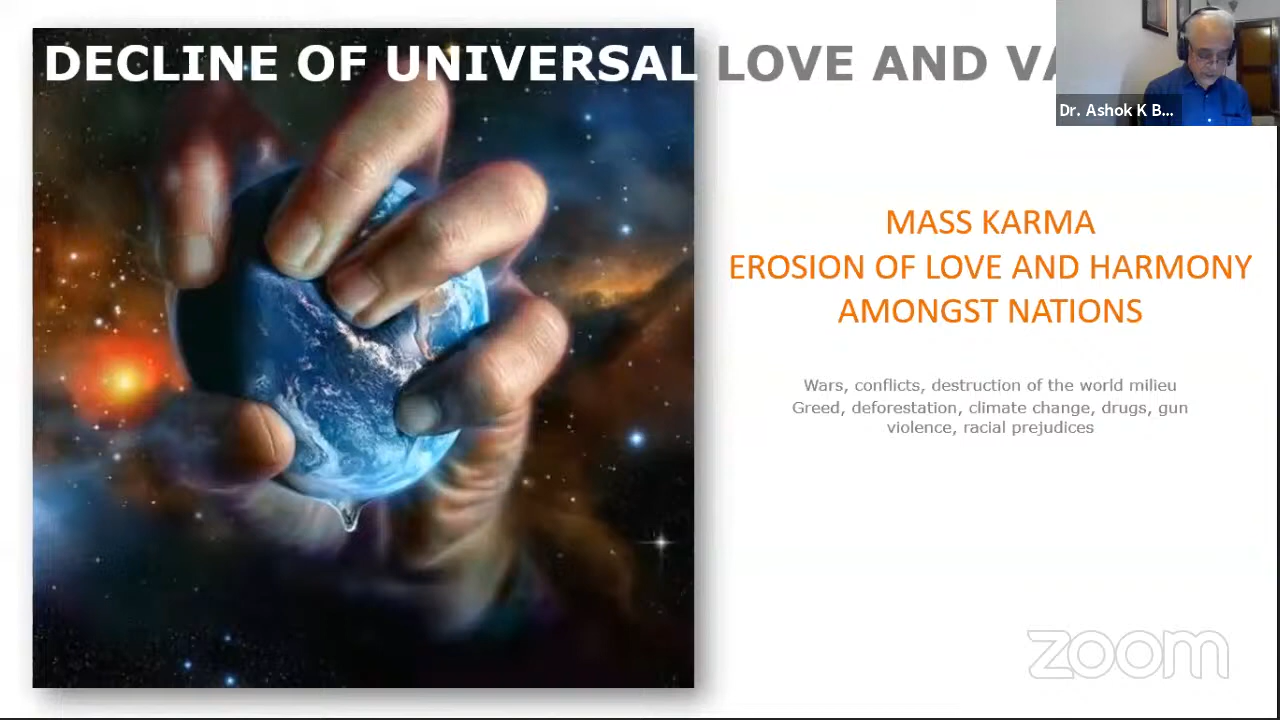 DECLINE OF UNIVERSAL LOVE AND
Dr. Ashok K B...
MASS KARMA
EROSION OF LOVE AND HARMONY
AMONGST NATIONS
Wars, conflicts, destruction of the world milieu
Greed, deforestation, climate change, drugs, gun
violence, racial prejudices
zoom